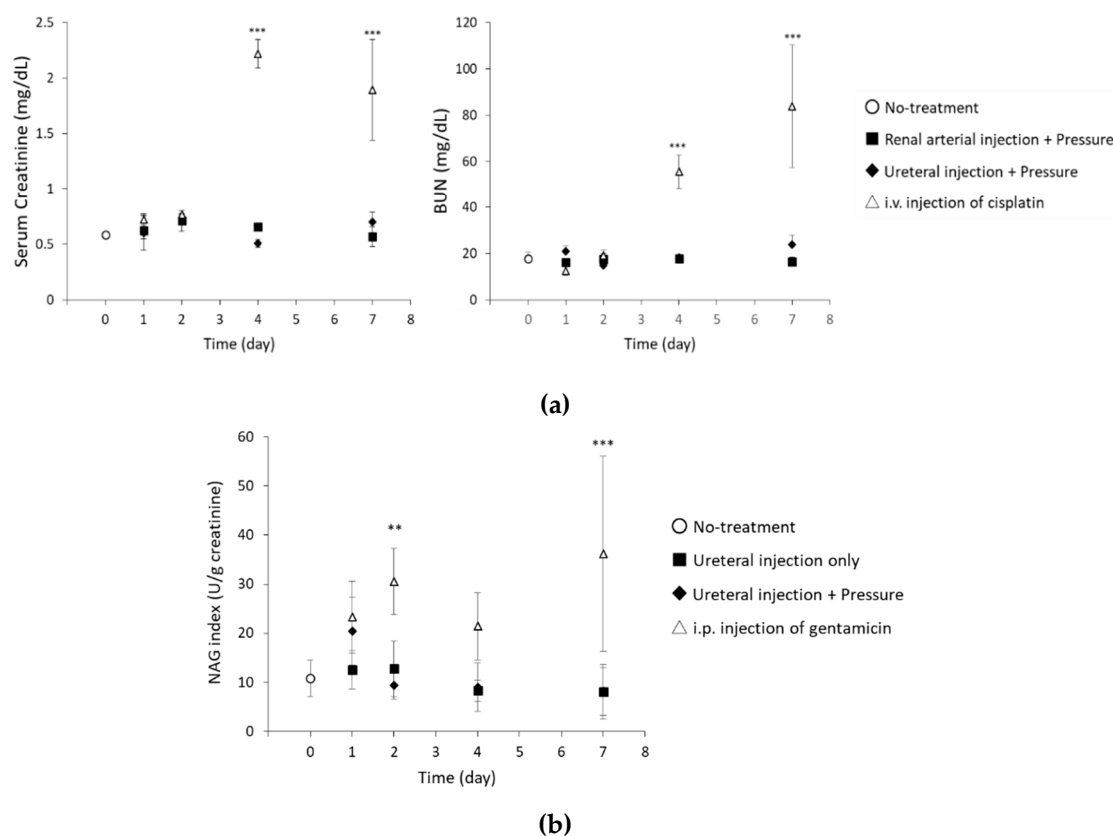 2.5
2
1.5
1
0.5
0
Serum Creatinine (mg/dL)
***
***
0 1 2 3 4 5 6 7 8
Time (day)
120
100
80
60
40
20
0
BUN (mg/dL)
***
***
0 1 2 3 4 5 6 7 8
Time (day)
No-treatment
Renal arterial injection + Pressure
Ureteral injection + Pressure
i.v. injection of cisplatin
(a)
60
50
40
30
20
10
0
NAG index (U/g creatinine)
**
***
0 1 2 3 4 5 6 7 8
Time (day)
No-treatment
Ureteral injection only
Ureteral injection + Pressure
i.p. injection of gentamicin
(b)